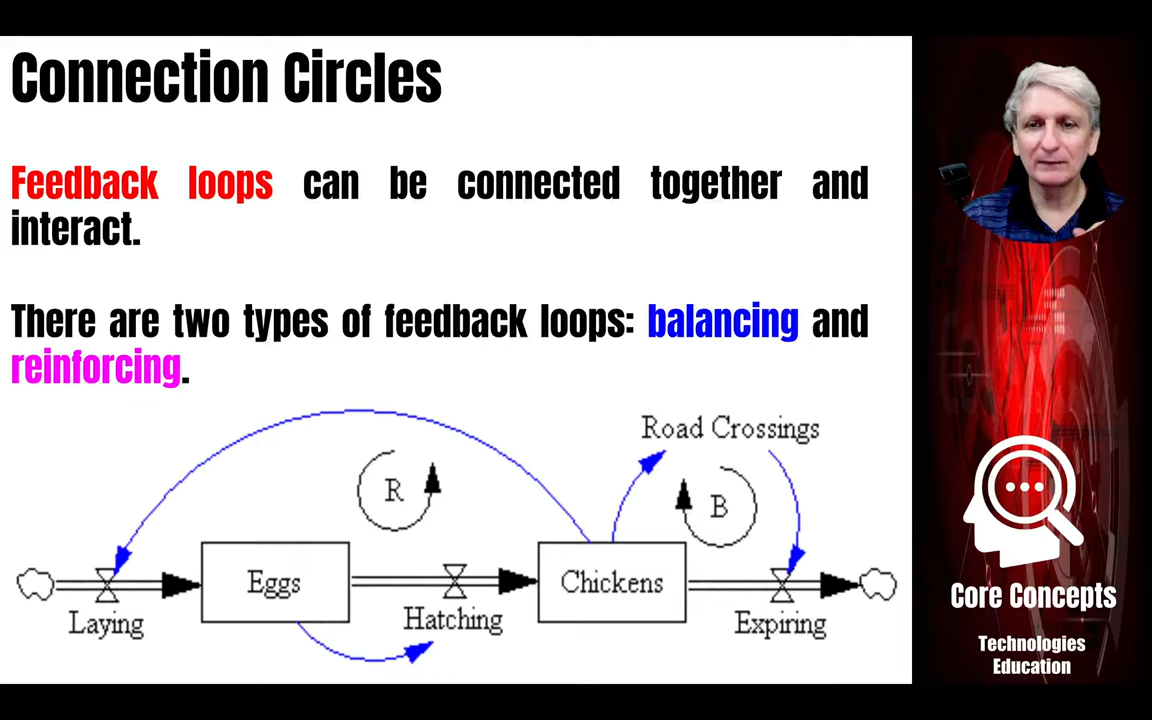 Connection Circles
Feedback loops can be connected together and
interact.
There are two types of feedback loops: balancing and
reinforcing.
Road Crossings
R
B
Eggs
Chickens
Laying
Hatching
Expiring
Core Concepts
Technologies
Education